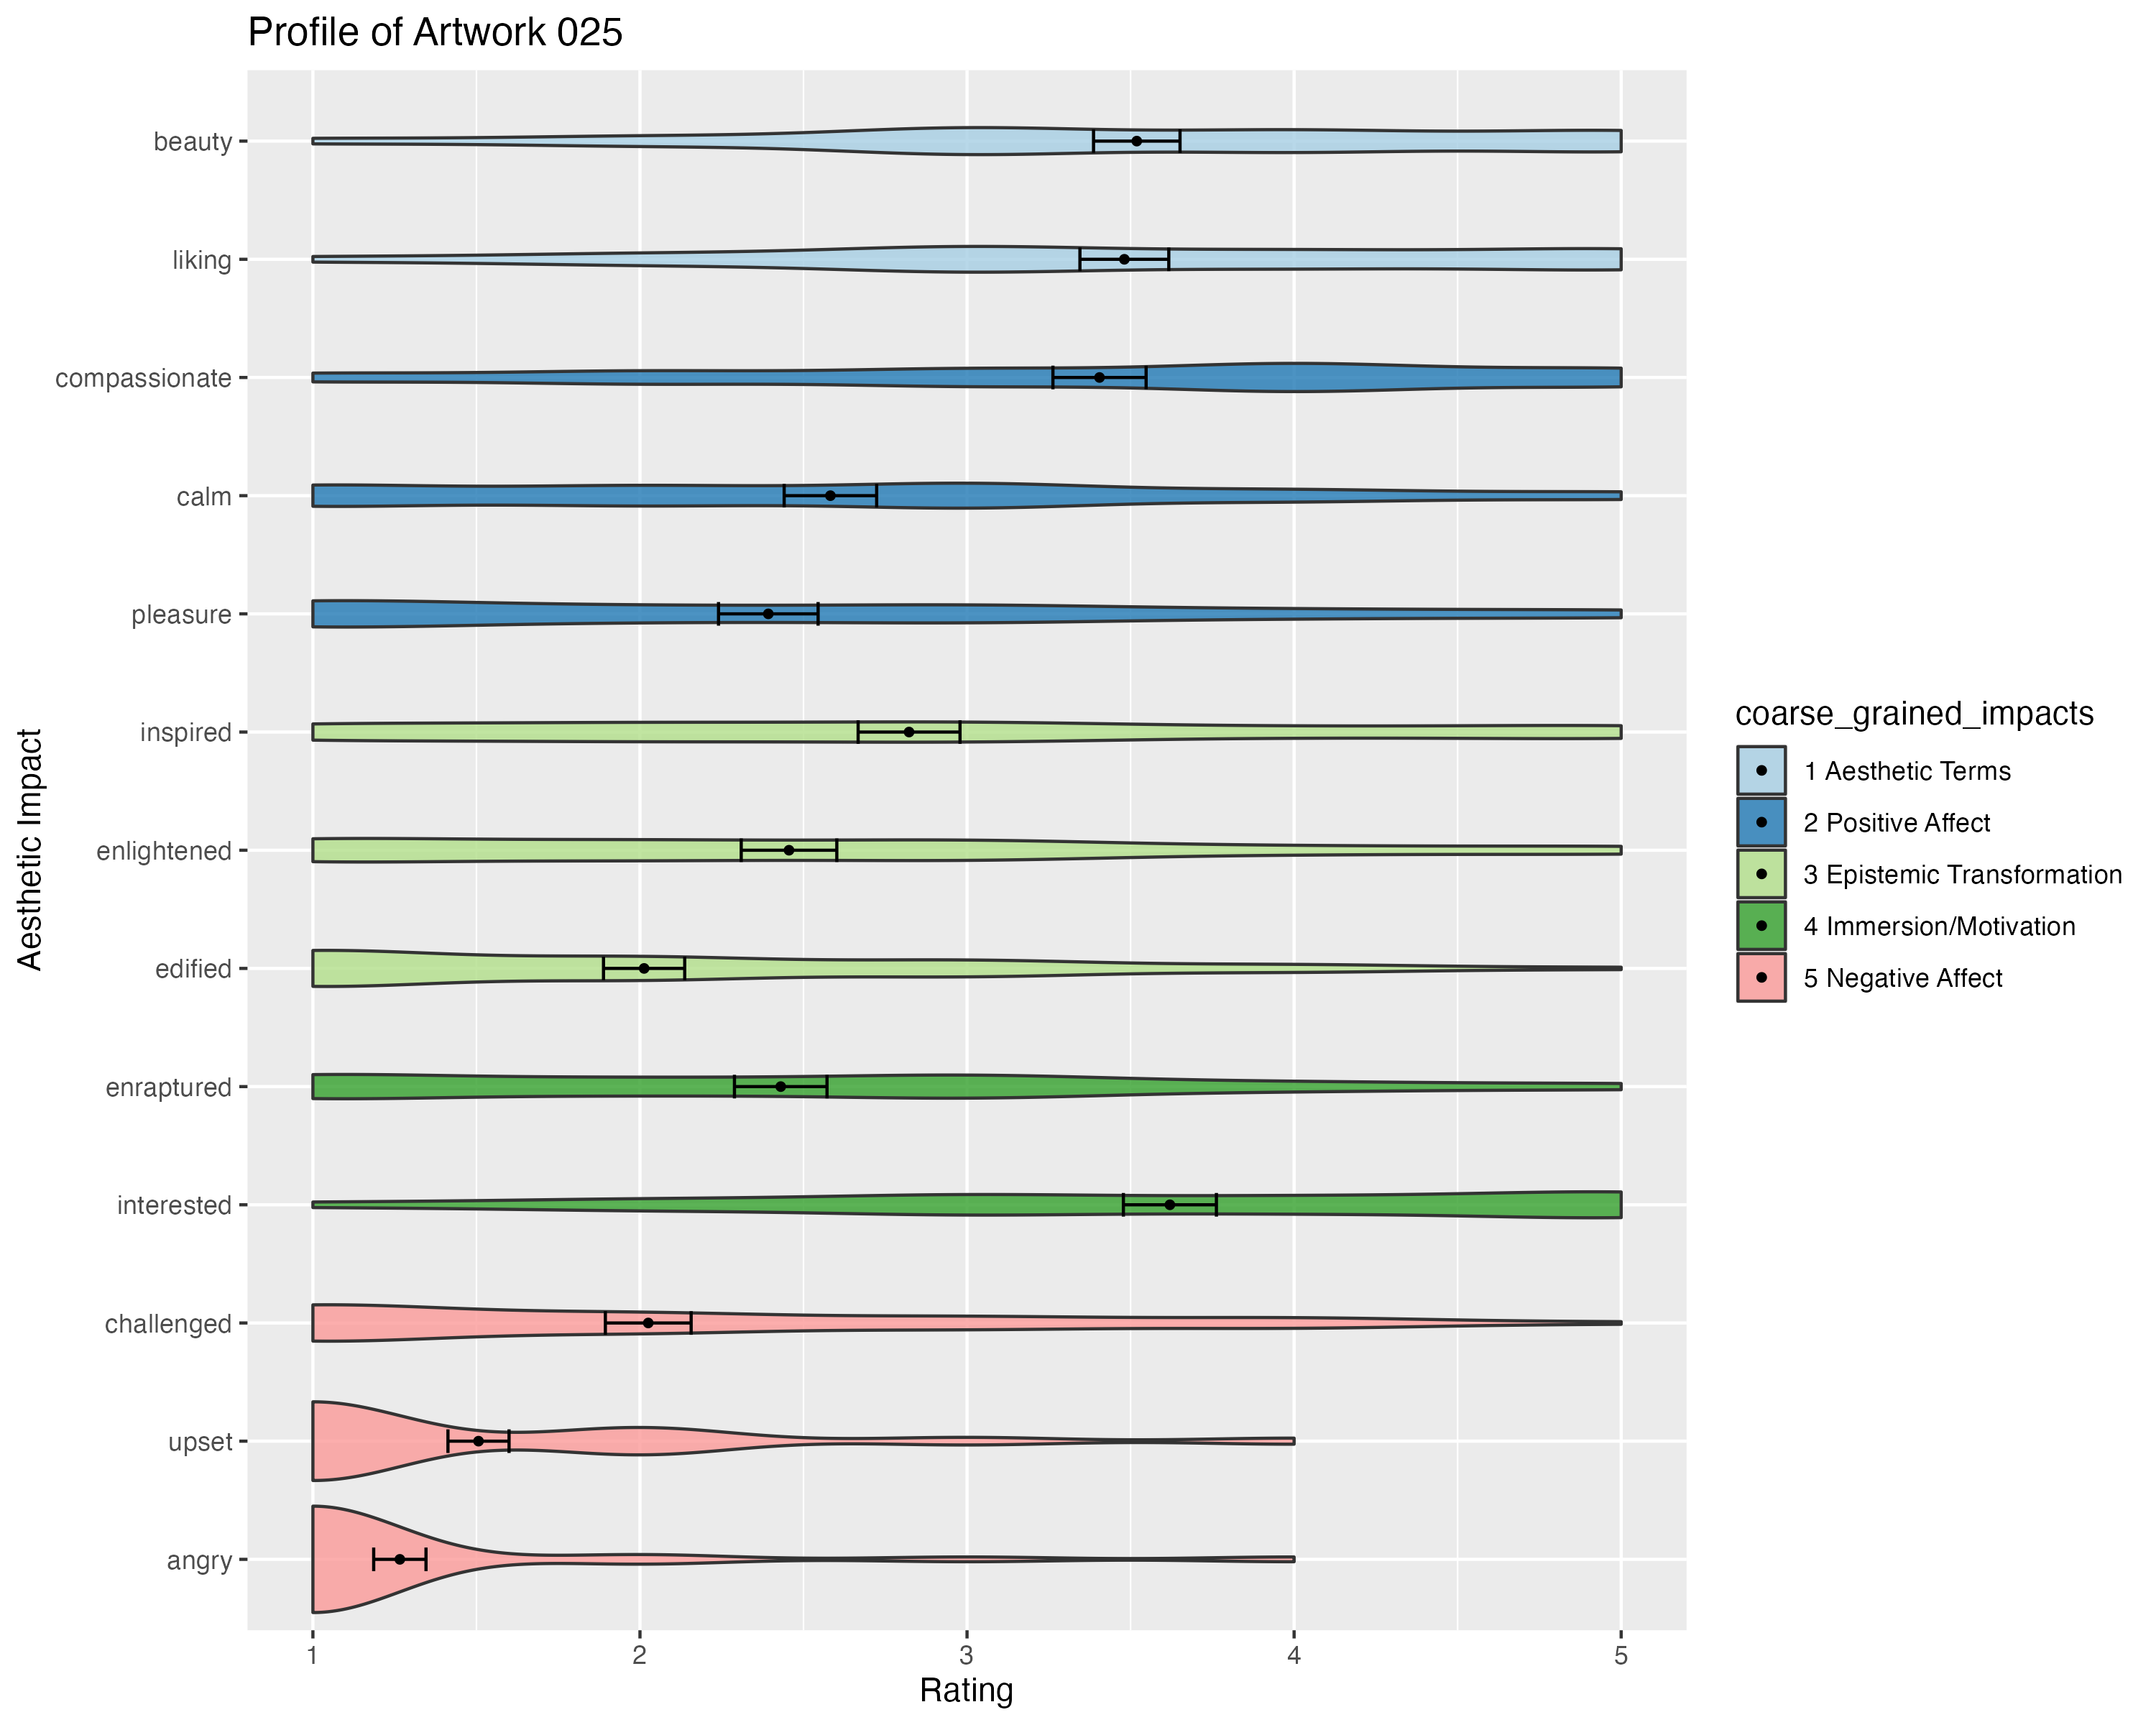 Profile of Artwork 025
beauty
liking
compassionate
calm
pleasure
inspired
enlightened
edified
enraptured
interested
challenged
upset
angry
Aesthetic Impact
1 2 3 4 5
Rating
coarse_grained_impacts
1 Aesthetic Terms
2 Positive Affect
3 Epistemic Transformation
4 Immersion/Motivation
5 Negative Affect